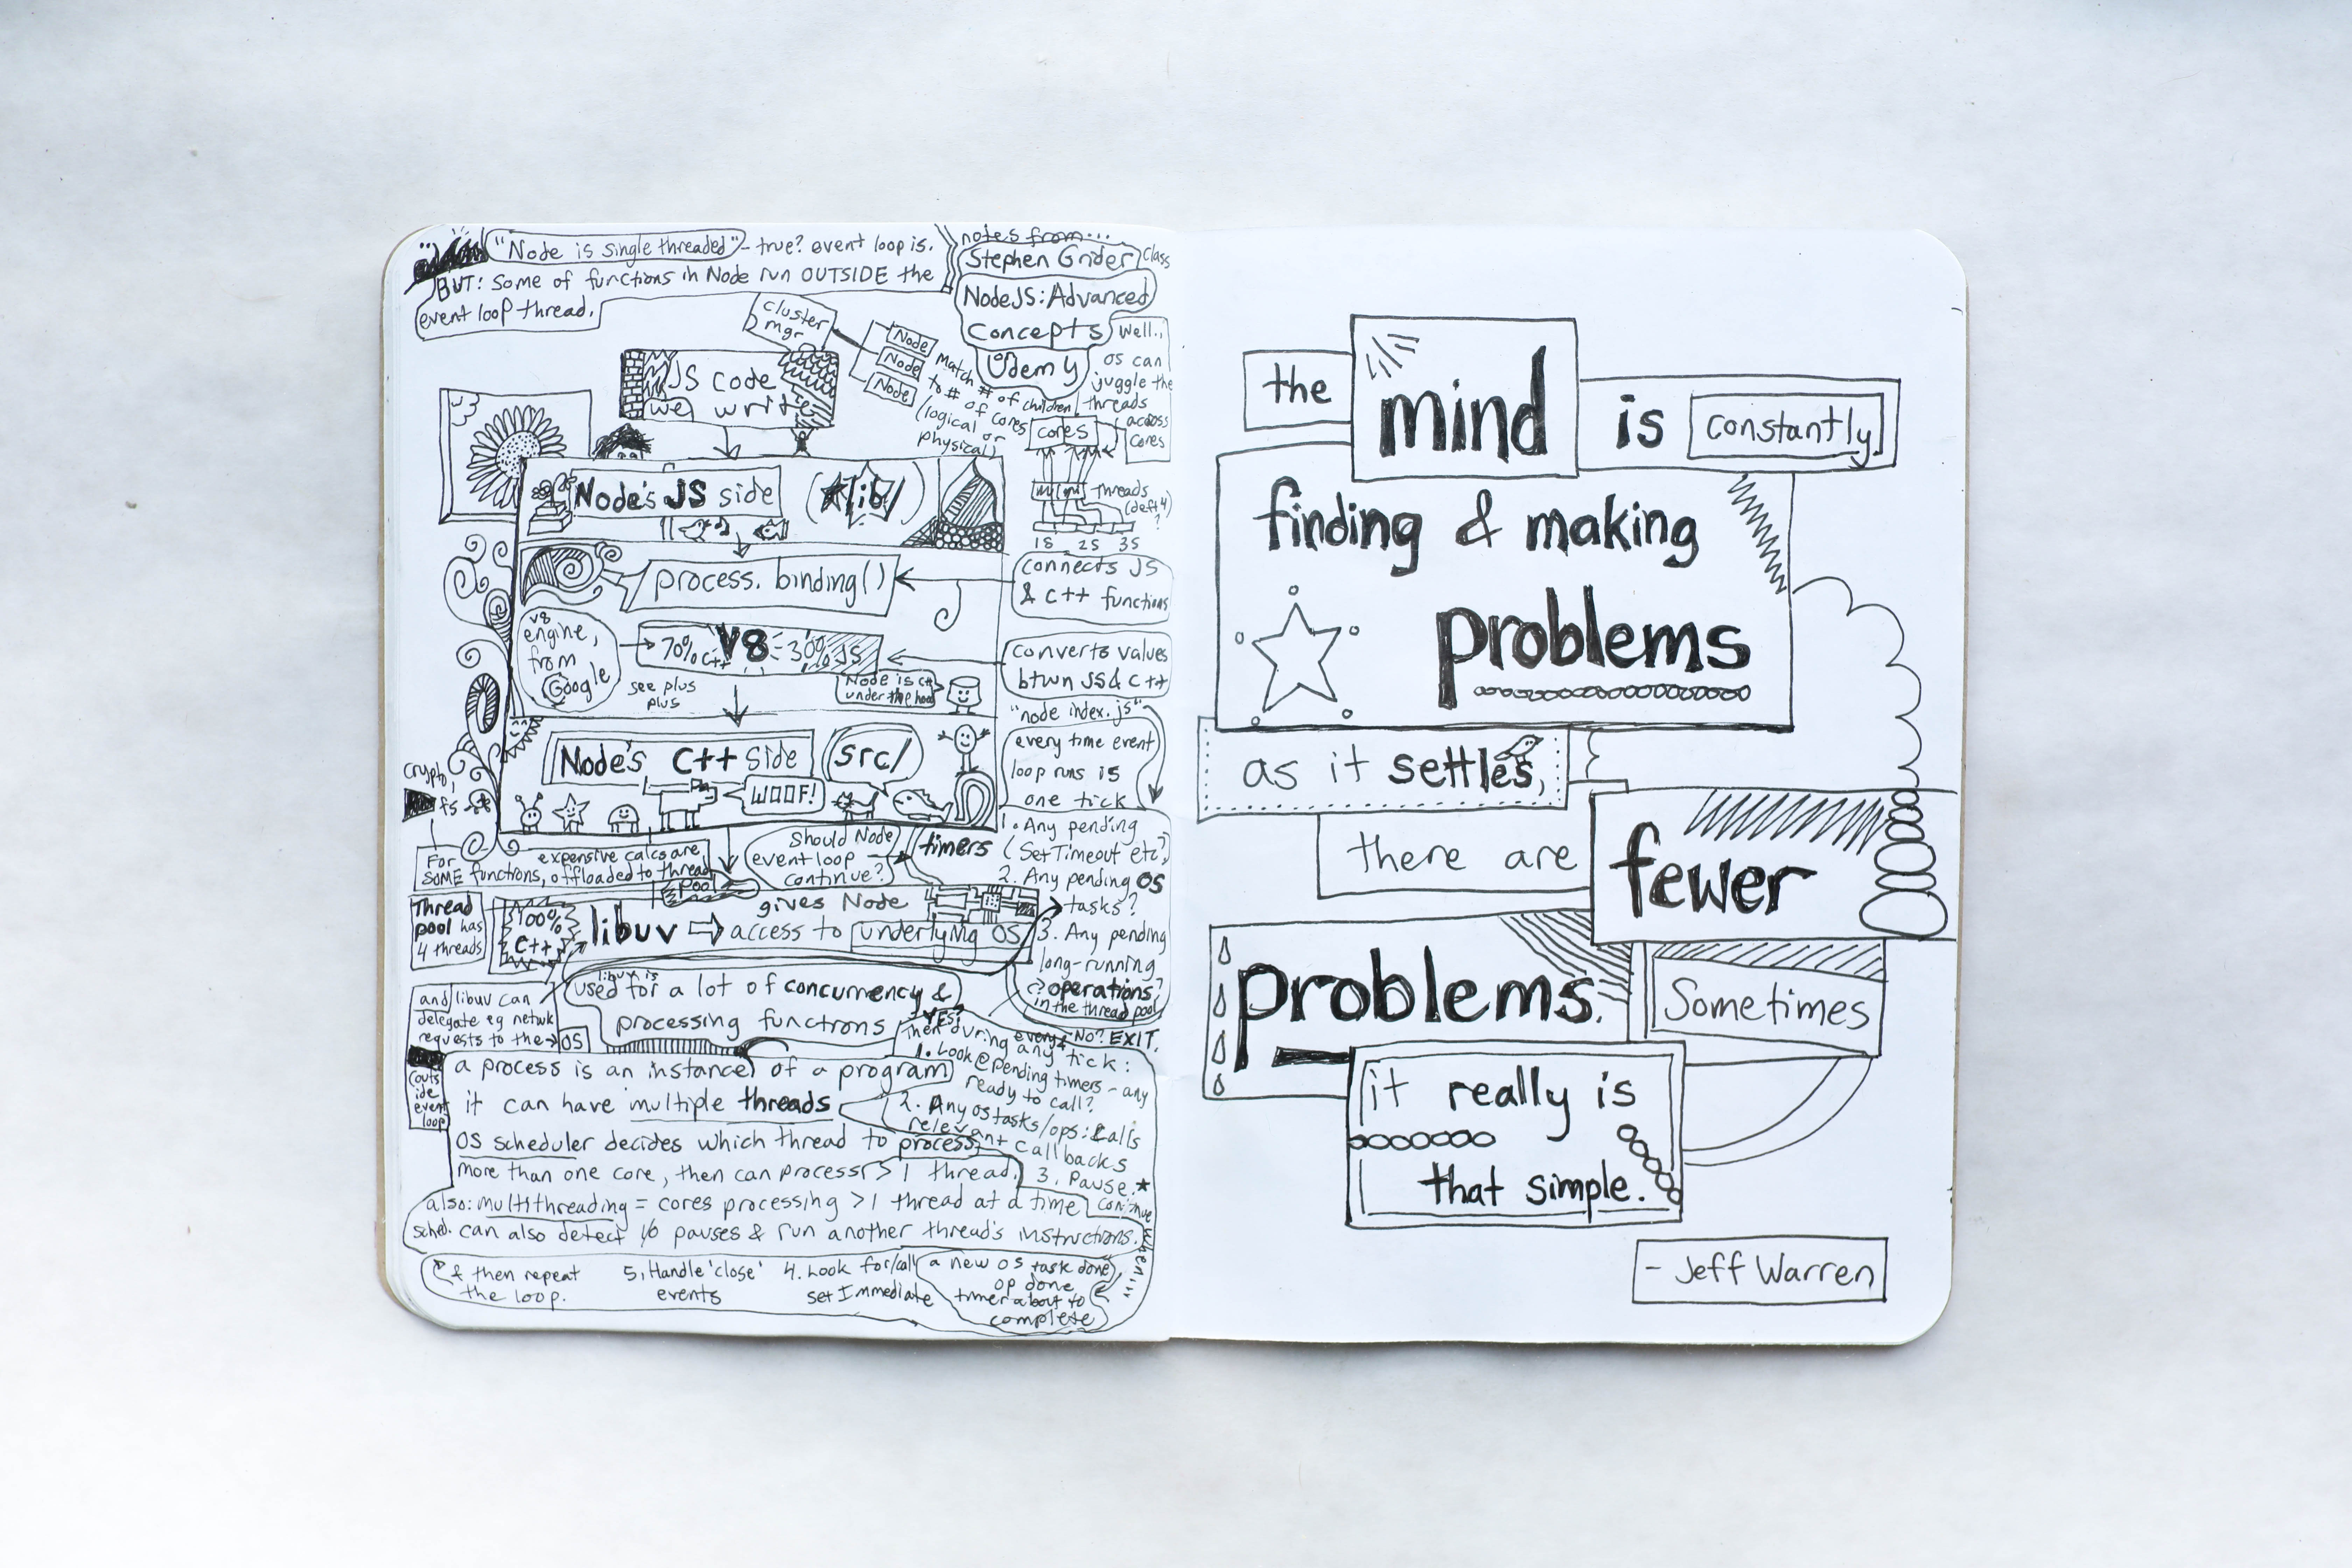 "Node is single threaded" - true? event loop is.
BUT: Some of functions in Node run OUTSIDE the
event loop thread.
notes from...
Stephen Grider class
NodeJS: Advanced
Concepts
Udemy
cluster
mgr
Node
Node
Node
match #
to # of children
# of cores
(logical or
physical)
Well..
OS can
juggle the
threads
across
cores
cores
threads
(deft 4)
?
1S 2S 3S
JS code
we write
Node's JS side (*lib/)
process.binding()
connects JS
& C++ functions
V8
engine,
from
Google
70% C++ V8 30% JS
converts values
btwn JS & C++
see plus
plus
Node is C++
under the hood
Node's C++ side src/
WOOF!
"node index.js"
every time event
loop runs is
one tick
crypto,
fs
For expensive calcs are
SOME functions, offloaded to thread
pool
Should Node
event loop
continue?
timers
1. Any pending
(SetTimeout etc?)
2. Any pending OS
tasks?
3. Any pending
long-running
operations?
in the thread pool
No? EXIT.
Thread
pool has
4 threads
100%
C++
libuv ⇒ gives Node
access to underlying OS
and libuv can
delegate eg netwk
requests to the → OS
libuv is
used for a lot of concurrency &
processing functions
outs
ide
event
loop
a process is an instance of a program
it can have multiple threads
OS scheduler decides which thread to process
more than one core, then can process > 1 thread.
also: multithreading = cores processing >1 thread at a time
sched. can also detect i/o pauses & run another thread's instructions.
YES?
Then during every tick:
1. Look @ pending timers - any
ready to call?
2. Any OS tasks/ops: calls
relevant callbacks
3. Pause.*
continue
when...
a new OS task done
op done
timer about to
complete
4. Look for/call
setImmediate
5. Handle 'close'
events
& then repeat
the loop.
the mind is constantly
finding & making
problems
as it settles,
there are fewer
problems.
Sometimes
it really is
that simple.
- Jeff Warren